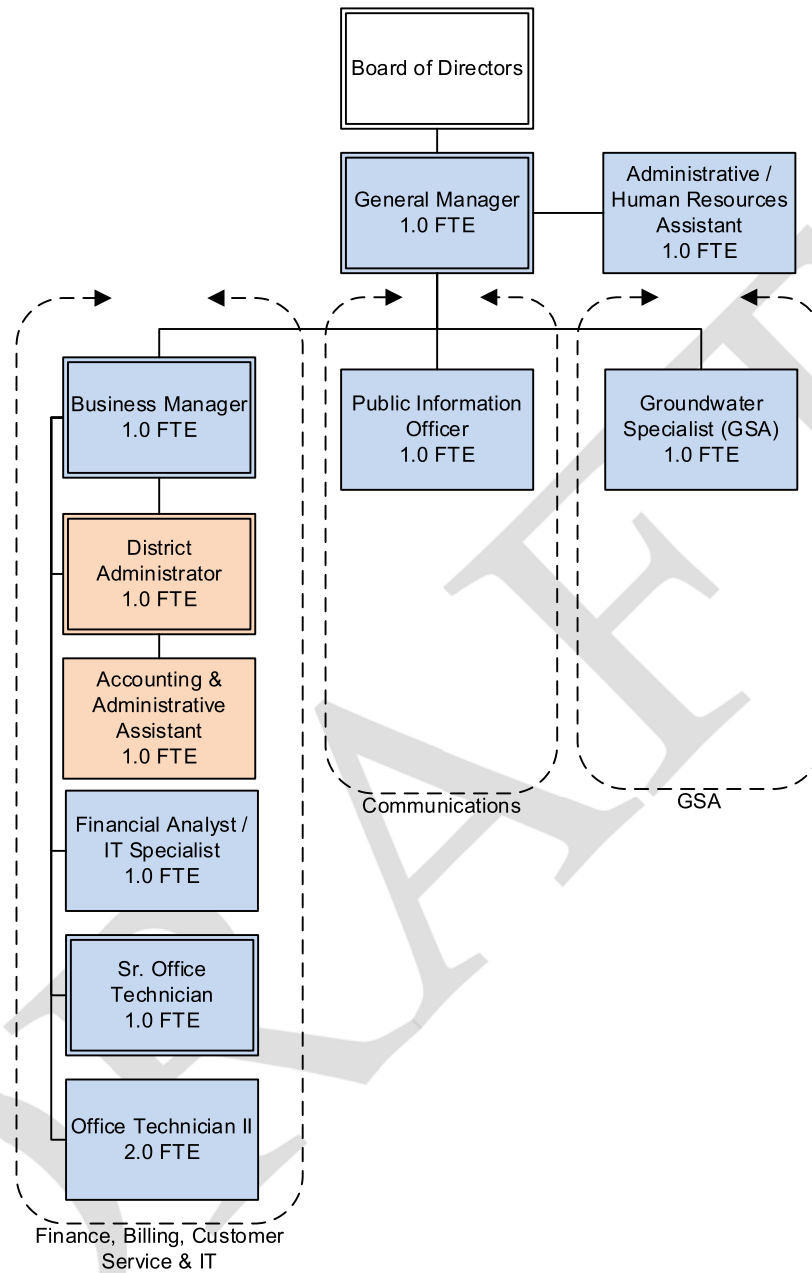 Board of Directors
General Manager
1.0 FTE
Administrative /
Human Resources
Assistant
1.0 FTE
Business Manager
1.0 FTE
Public Information
Officer
1.0 FTE
Groundwater
Specialist (GSA)
1.0 FTE
District
Administrator
1.0 FTE
Accounting &
Administrative
Assistant
1.0 FTE
Financial Analyst /
IT Specialist
1.0 FTE
Sr. Office
Technician
1.0 FTE
Office Technician II
2.0 FTE
Communications
GSA
Finance, Billing, Customer
Service & IT